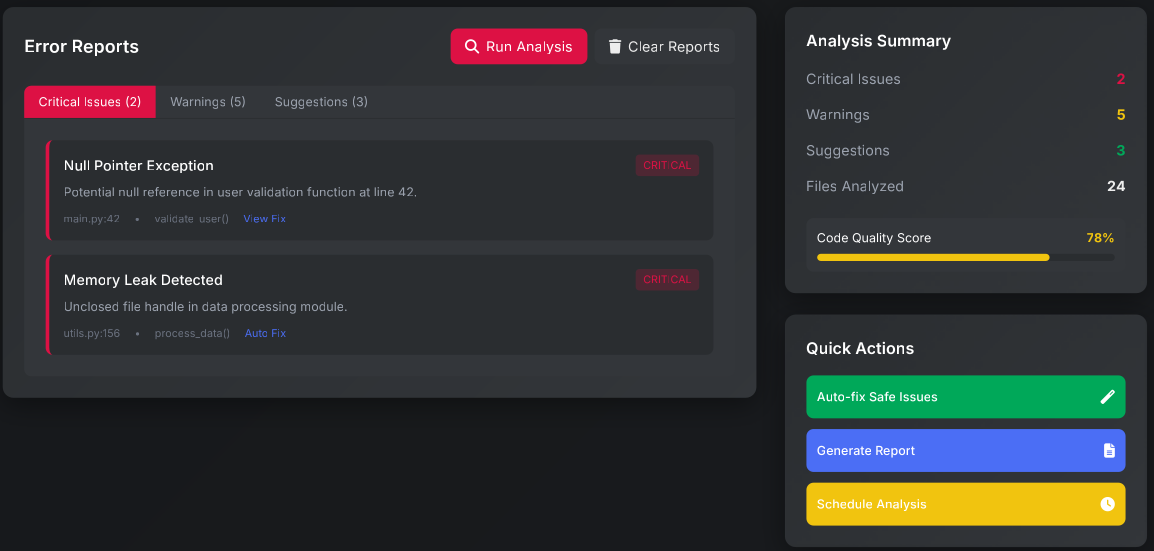 Error Reports
Run Analysis
Clear Reports
Critical Issues (2)
Warnings (5)
Suggestions (3)
Null Pointer Exception
CRITICAL
Potential null reference in user validation function at line 42.
main.py:42 • validate_user() View Fix
Memory Leak Detected
CRITICAL
Unclosed file handle in data processing module.
utils.py:156 • process_data() Auto Fix
Analysis Summary
Critical Issues 2
Warnings 5
Suggestions 3
Files Analyzed 24
Code Quality Score 78%
Quick Actions
Auto-fix Safe Issues
Generate Report
Schedule Analysis